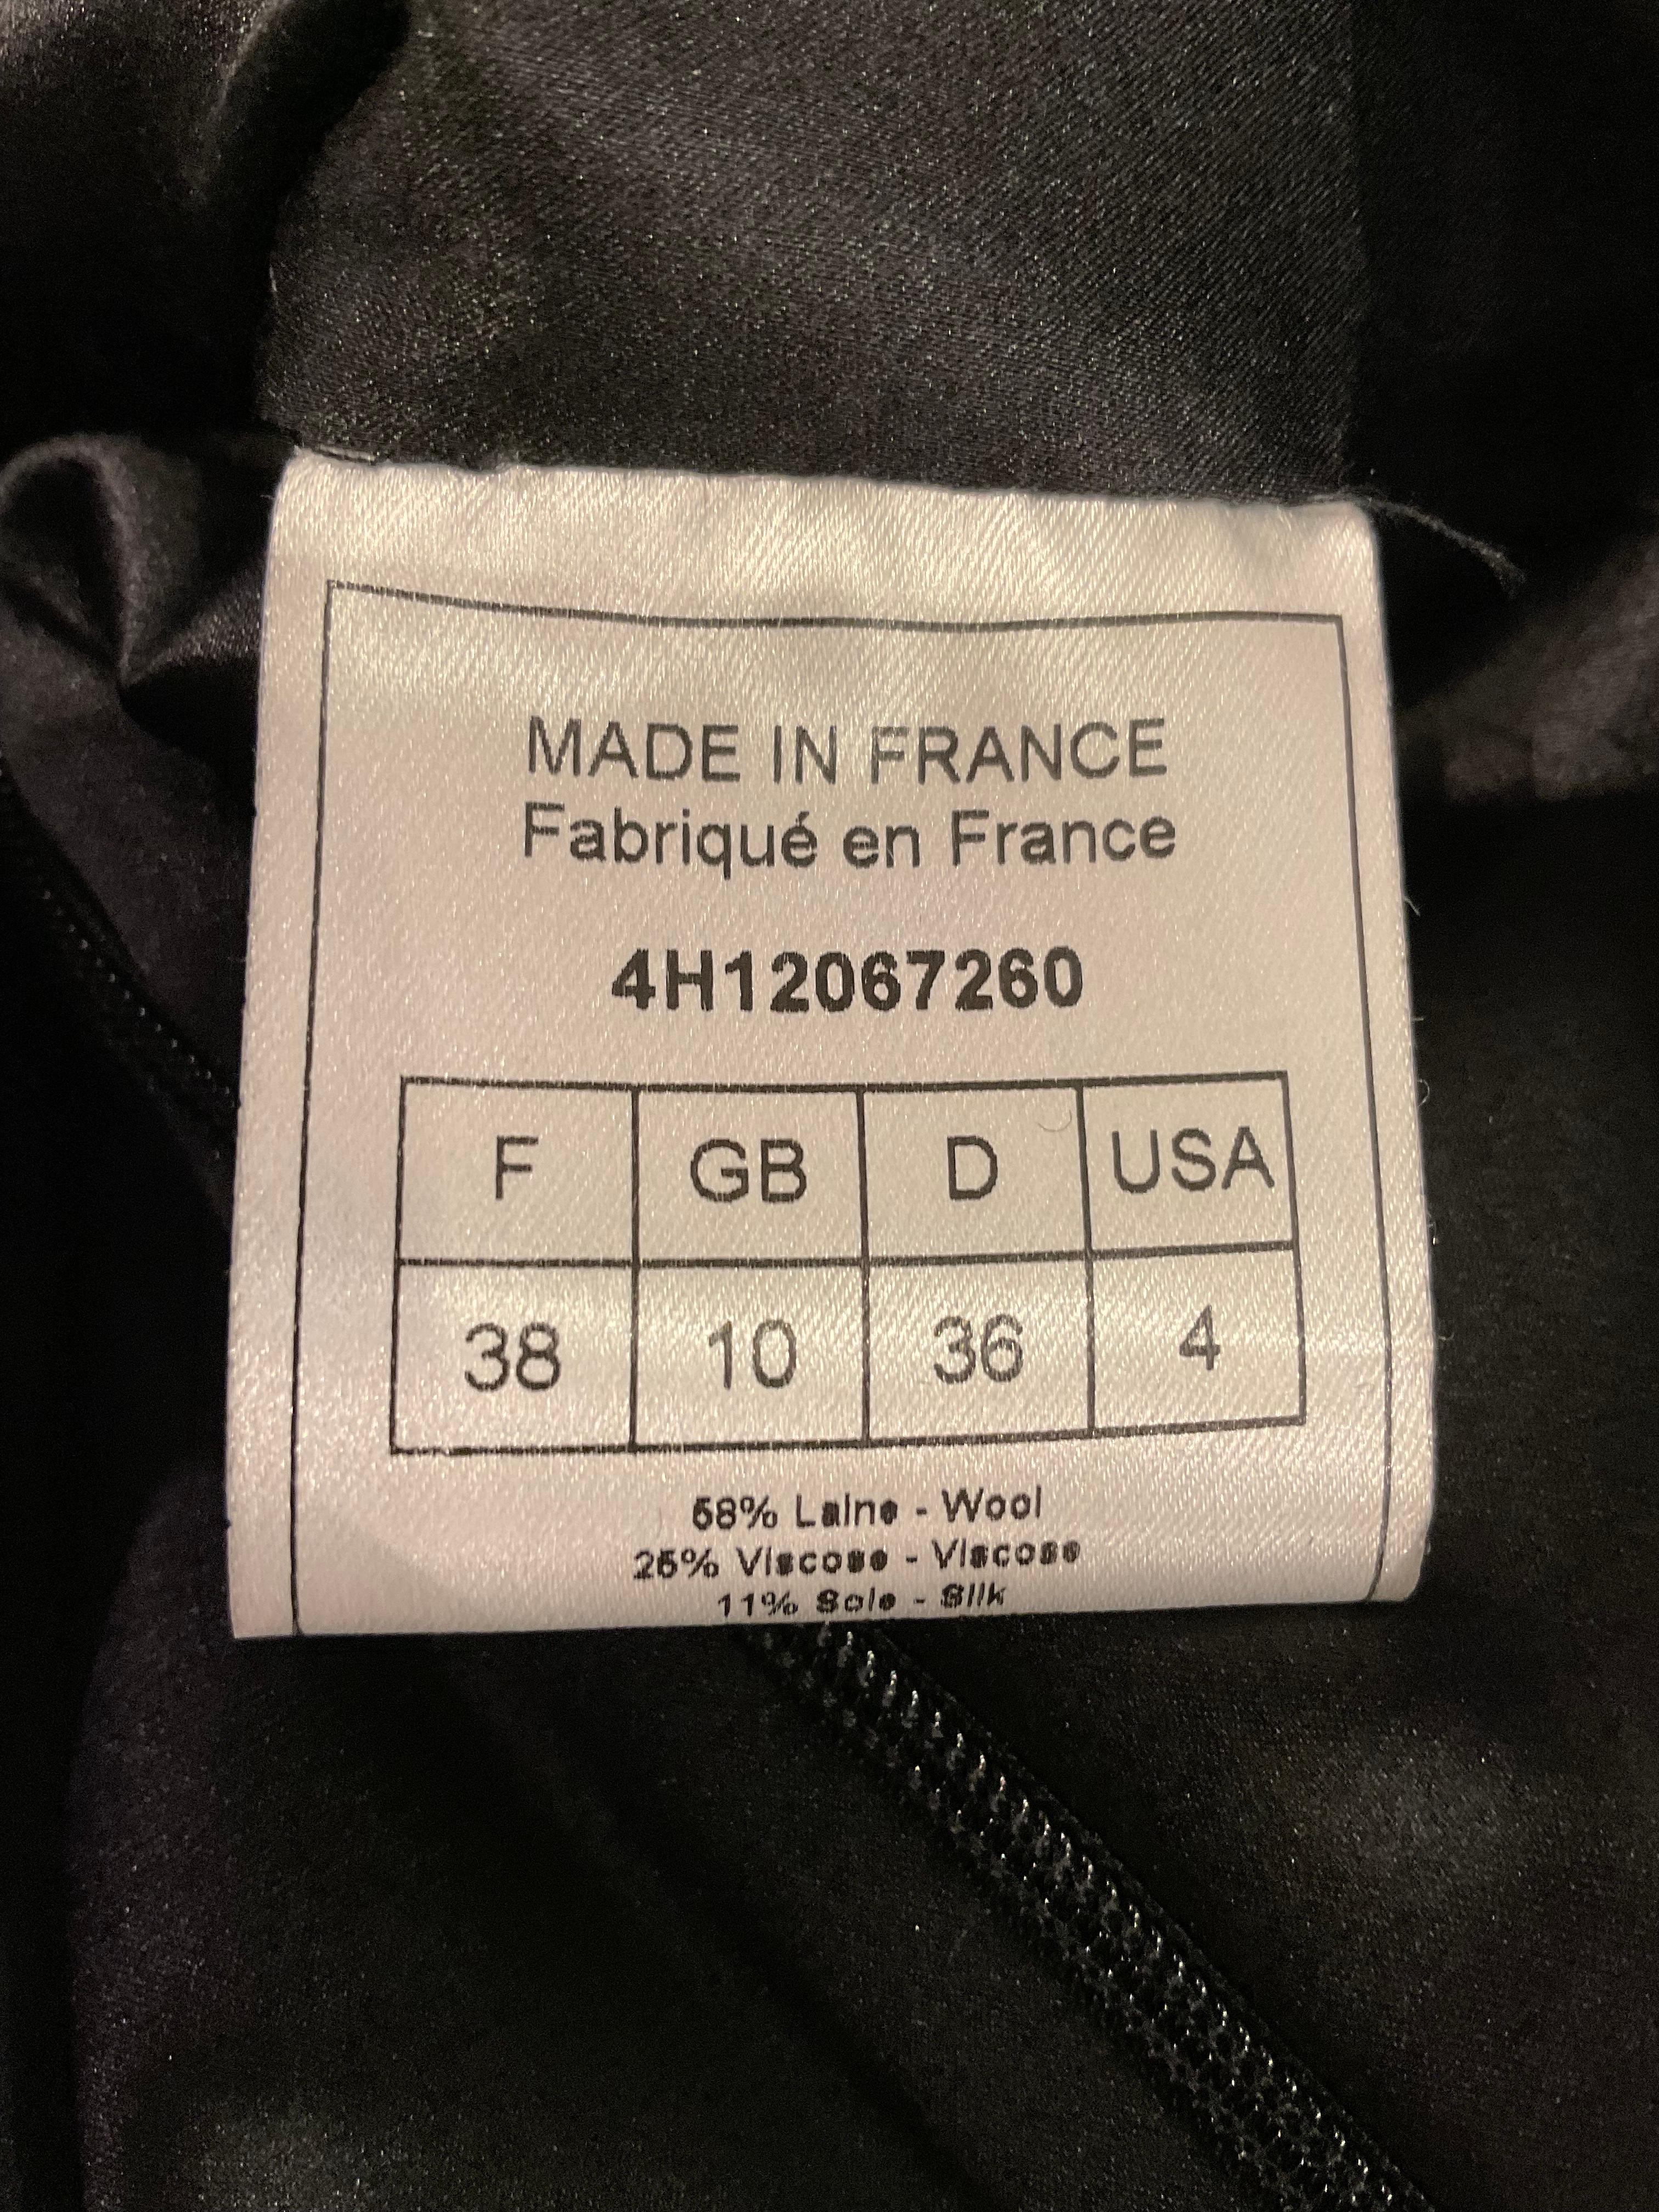 MADE IN FRANCE
Fabriqué en France
4H12067260
F GB D USA
38 10 36 4
58% Laine - Wool
25% Viscose - Viscose
11% Soie - Silk